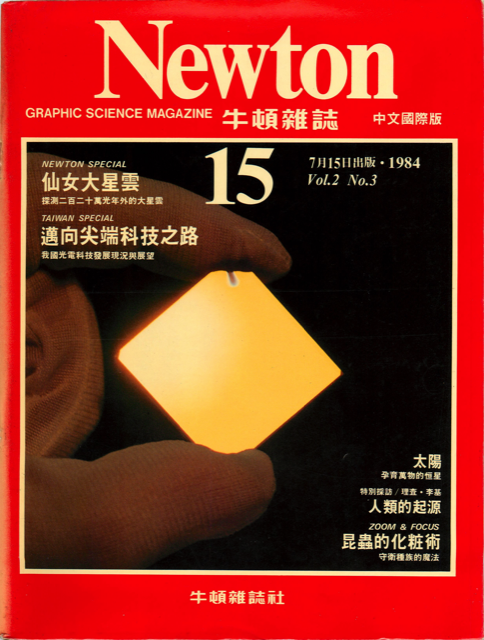 Newton
GRAPHIC SCIENCE MAGAZINE 牛頓雜誌 中文國際版
15
7月15日出版・1984
Vol.2 No.3
NEWTON SPECIAL
仙女大星雲
探測二百二十萬光年外的大星雲
TAIWAN SPECIAL
邁向尖端科技之路
我國光電科技發展現況與展望
太陽
孕育萬物的恒星
特別採訪/理查・李基
人類的起源
ZOOM & FOCUS
昆蟲的化粧術
守衛種族的魔法
牛頓雜誌社